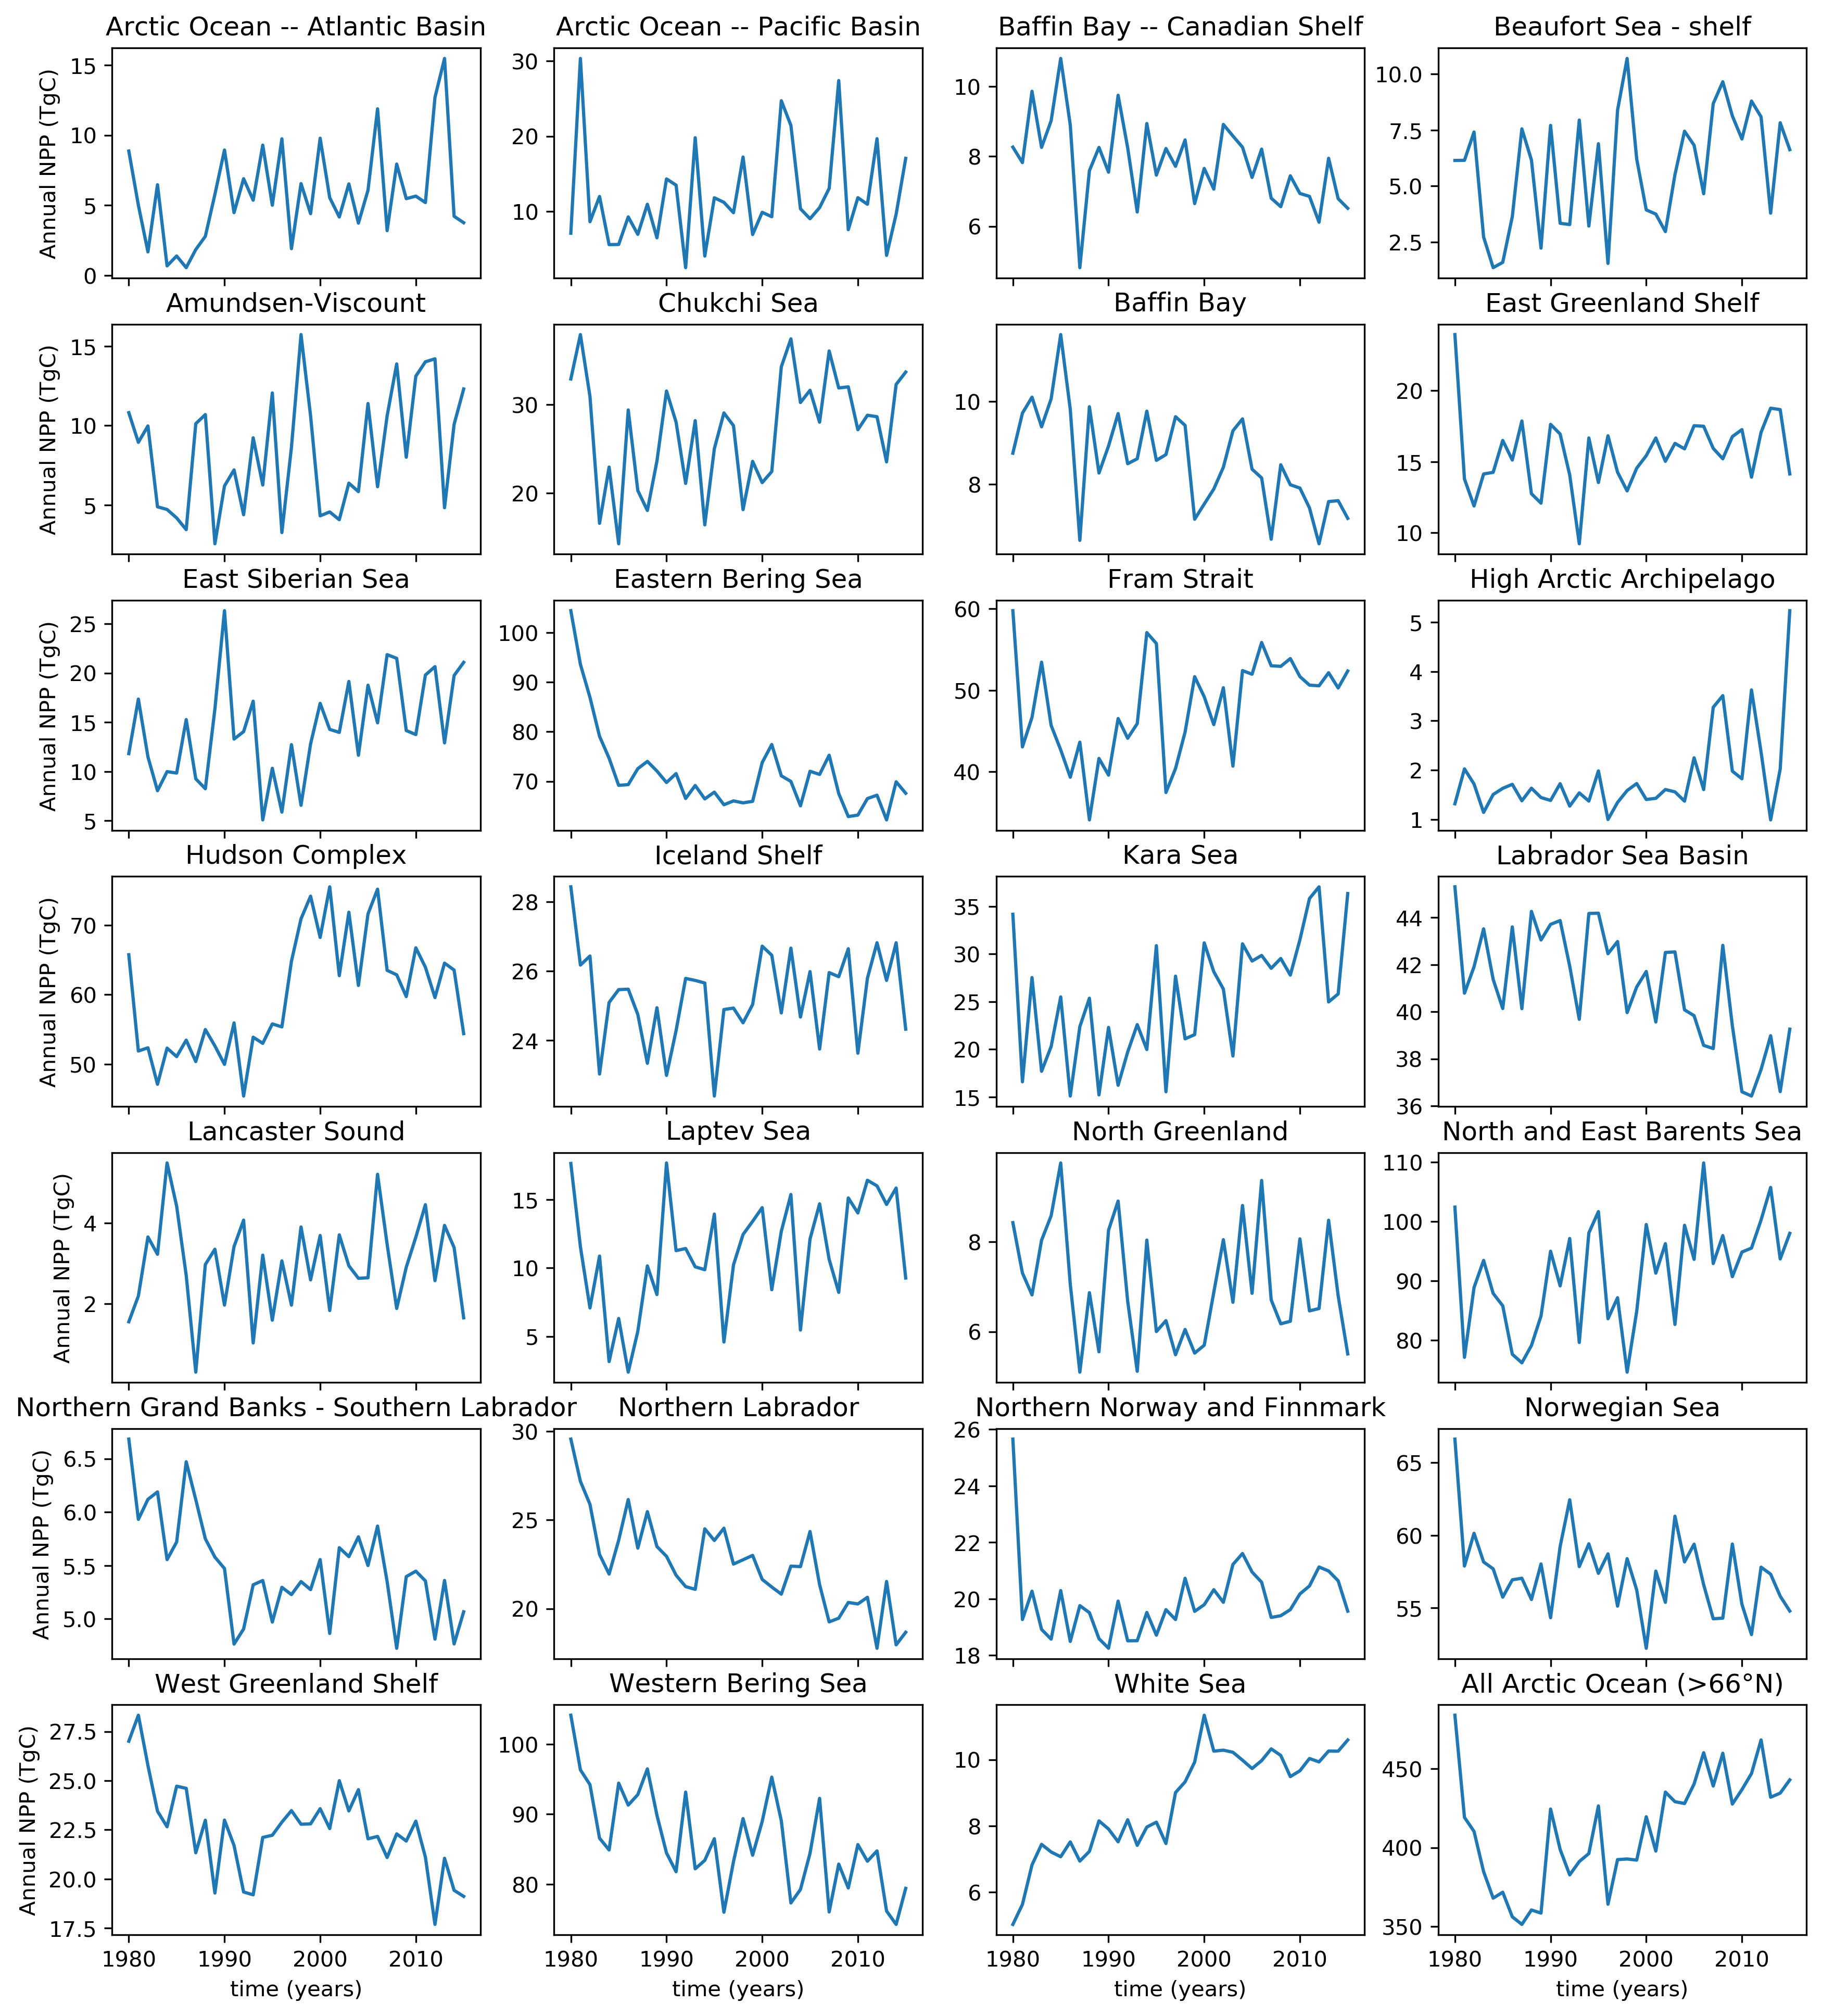 Arctic Ocean -- Atlantic Basin
Annual NPP (TgC)
15
10
5
0
Arctic Ocean -- Pacific Basin
30
20
10
Baffin Bay -- Canadian Shelf
10
8
6
Beaufort Sea - shelf
10.0
7.5
5.0
2.5
Amundsen-Viscount
Annual NPP (TgC)
15
10
5
Chukchi Sea
30
20
Baffin Bay
10
8
East Greenland Shelf
20
15
10
East Siberian Sea
Annual NPP (TgC)
25
20
15
10
5
Eastern Bering Sea
100
90
80
70
Fram Strait
60
50
40
High Arctic Archipelago
5
4
3
2
1
Hudson Complex
Annual NPP (TgC)
70
60
50
Iceland Shelf
28
26
24
Kara Sea
35
30
25
20
15
Labrador Sea Basin
44
42
40
38
36
Lancaster Sound
Annual NPP (TgC)
4
2
Laptev Sea
15
10
5
North Greenland
8
6
North and East Barents Sea
110
100
90
80
Northern Grand Banks - Southern Labrador
Annual NPP (TgC)
6.5
6.0
5.5
5.0
Northern Labrador
30
25
20
Northern Norway and Finnmark
26
24
22
20
18
Norwegian Sea
65
60
55
West Greenland Shelf
Annual NPP (TgC)
27.5
25.0
22.5
20.0
17.5
1980 1990 2000 2010
time (years)
Western Bering Sea
100
90
80
1980 1990 2000 2010
time (years)
White Sea
10
8
6
1980 1990 2000 2010
time (years)
All Arctic Ocean (>66°N)
450
400
350
1980 1990 2000 2010
time (years)